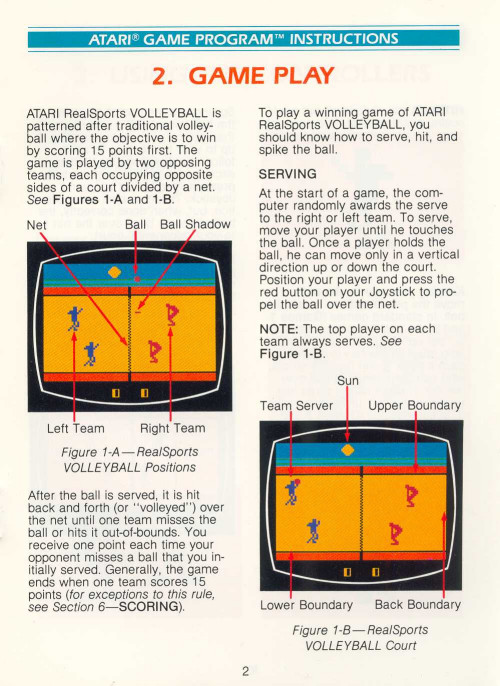 ATARI® GAME PROGRAM™ INSTRUCTIONS
2. GAME PLAY
ATARI RealSports VOLLEYBALL is
patterned after traditional volley-
ball where the objective is to win
by scoring 15 points first. The
game is played by two opposing
teams, each occupying opposite
sides of a court divided by a net.
See Figures 1-A and 1-B.
Net Ball Ball Shadow
Left Team Right Team
Figure 1-A—RealSports
VOLLEYBALL Positions
After the ball is served, it is hit
back and forth (or "volleyed") over
the net until one team misses the
ball or hits it out-of-bounds. You
receive one point each time your
opponent misses a ball that you in-
itially served. Generally, the game
ends when one team scores 15
points (for exceptions to this rule,
see Section 6—SCORING).
To play a winning game of ATARI
RealSports VOLLEYBALL, you
should know how to serve, hit, and
spike the ball.
SERVING
At the start of a game, the com-
puter randomly awards the serve
to the right or left team. To serve,
move your player until he touches
the ball. Once a player holds the
ball, he can move only in a vertical
direction up or down the court.
Position your player and press the
red button on your Joystick to pro-
pel the ball over the net.
NOTE: The top player on each
team always serves. See
Figure 1-B.
Sun
Team Server Upper Boundary
Lower Boundary Back Boundary
Figure 1-B—RealSports
VOLLEYBALL Court
2